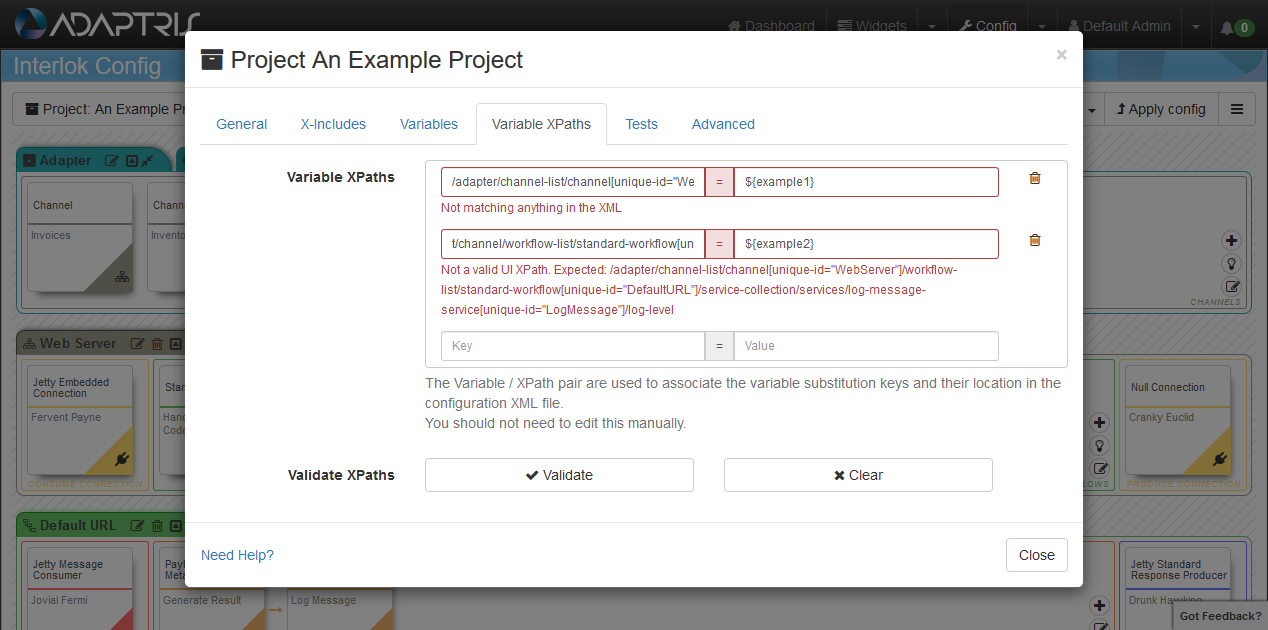 ADAPTRIS
Dashboard Widgets Config Default Admin 0
Interlok Config
Project: An Example Pr
Apply config
Project An Example Project ×
General X-Includes Variables Variable XPaths Tests Advanced
Variable XPaths
/adapter/channel-list/channel[unique-id="We = ${example1}
Not matching anything in the XML
t/channel/workflow-list/standard-workflow[un = ${example2}
Not a valid UI XPath. Expected: /adapter/channel-list/channel[unique-id="WebServer"]/workflow-
list/standard-workflow[unique-id="DefaultURL"]/service-collection/services/log-message-
service[unique-id="LogMessage"]/log-level
Key = Value
The Variable / XPath pair are used to associate the variable substitution keys and their location in the
configuration XML file.
You should not need to edit this manually.
Validate XPaths
Validate
Clear
Need Help?
Close
Adapter
Channel
Invoices
Chann
Invento
CHANNELS
Web Server
Jetty Embedded
Connection
Fervent Payne
CONSUME CONNECTION
Star
Hand
Code
LOWS
Null Connection
Cranky Euclid
PRODUCE CONNECTION
Default URL
Jetty Message
Consumer
Jovial Fermi
Payl
Meta
Generate Result
Log Message
Jetty Standard
Response Producer
Drunk Hawking
Got Feedback?